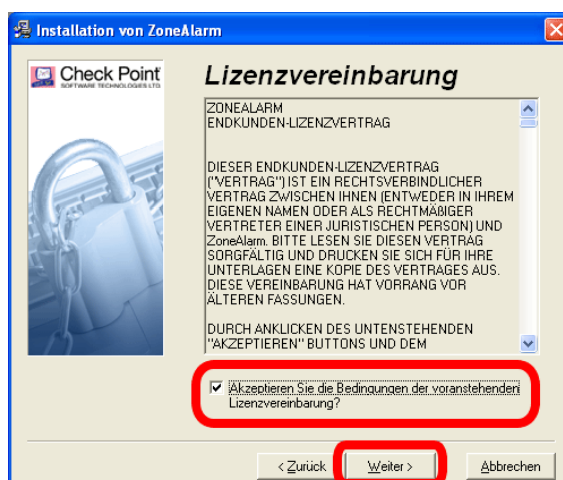 Installation von ZoneAlarm
Check Point
SOFTWARE TECHNOLOGIES LTD.
Lizenzvereinbarung
ZONEALARM
ENDKUNDEN-LIZENZVERTRAG
DIESER ENDKUNDEN-LIZENZVERTRAG
("VERTRAG") IST EIN RECHTSVERBINDLICHER
VERTRAG ZWISCHEN IHNEN (ENTWEDER IN IHREM
EIGENEN NAMEN ODER ALS RECHTMÄßIGER
VERTRETER EINER JURISTISCHEN PERSON) UND
ZoneAlarm. BITTE LESEN SIE DIESEN VERTRAG
SORGFÄLTIG UND DRUCKEN SIE SICH FÜR IHRE
UNTERLAGEN EINE KOPIE DES VERTRAGES AUS.
DIESE VEREINBARUNG HAT VORRANG VOR
ÄLTEREN FASSUNGEN.
DURCH ANKLICKEN DES UNTENSTEHENDEN
"AKZEPTIEREN" BUTTONS UND DEM
Akzeptieren Sie die Bedingungen der voranstehenden
Lizenzvereinbarung?
< Zurück
Weiter >
Abbrechen